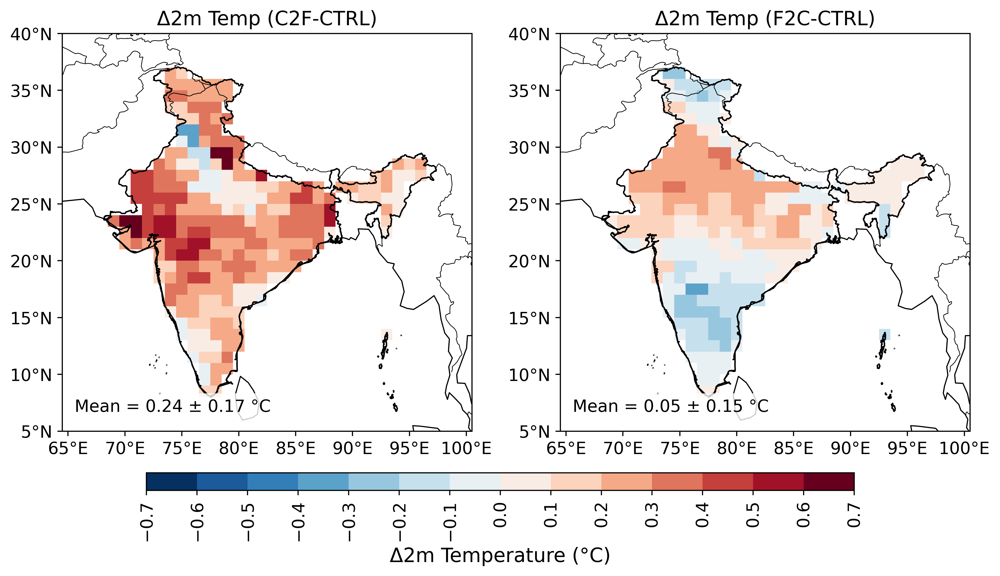 Δ2m Temp (C2F-CTRL)
40°N
35°N
30°N
25°N
20°N
15°N
10°N
5°N
Mean = 0.24 ± 0.17 °C
65°E 70°E 75°E 80°E 85°E 90°E 95°E 100°E
Δ2m Temp (F2C-CTRL)
40°N
35°N
30°N
25°N
20°N
15°N
10°N
5°N
Mean = 0.05 ± 0.15 °C
65°E 70°E 75°E 80°E 85°E 90°E 95°E 100°E
−0.7 −0.6 −0.5 −0.4 −0.3 −0.2 −0.1 0.0 0.1 0.2 0.3 0.4 0.5 0.6 0.7
Δ2m Temperature (°C)